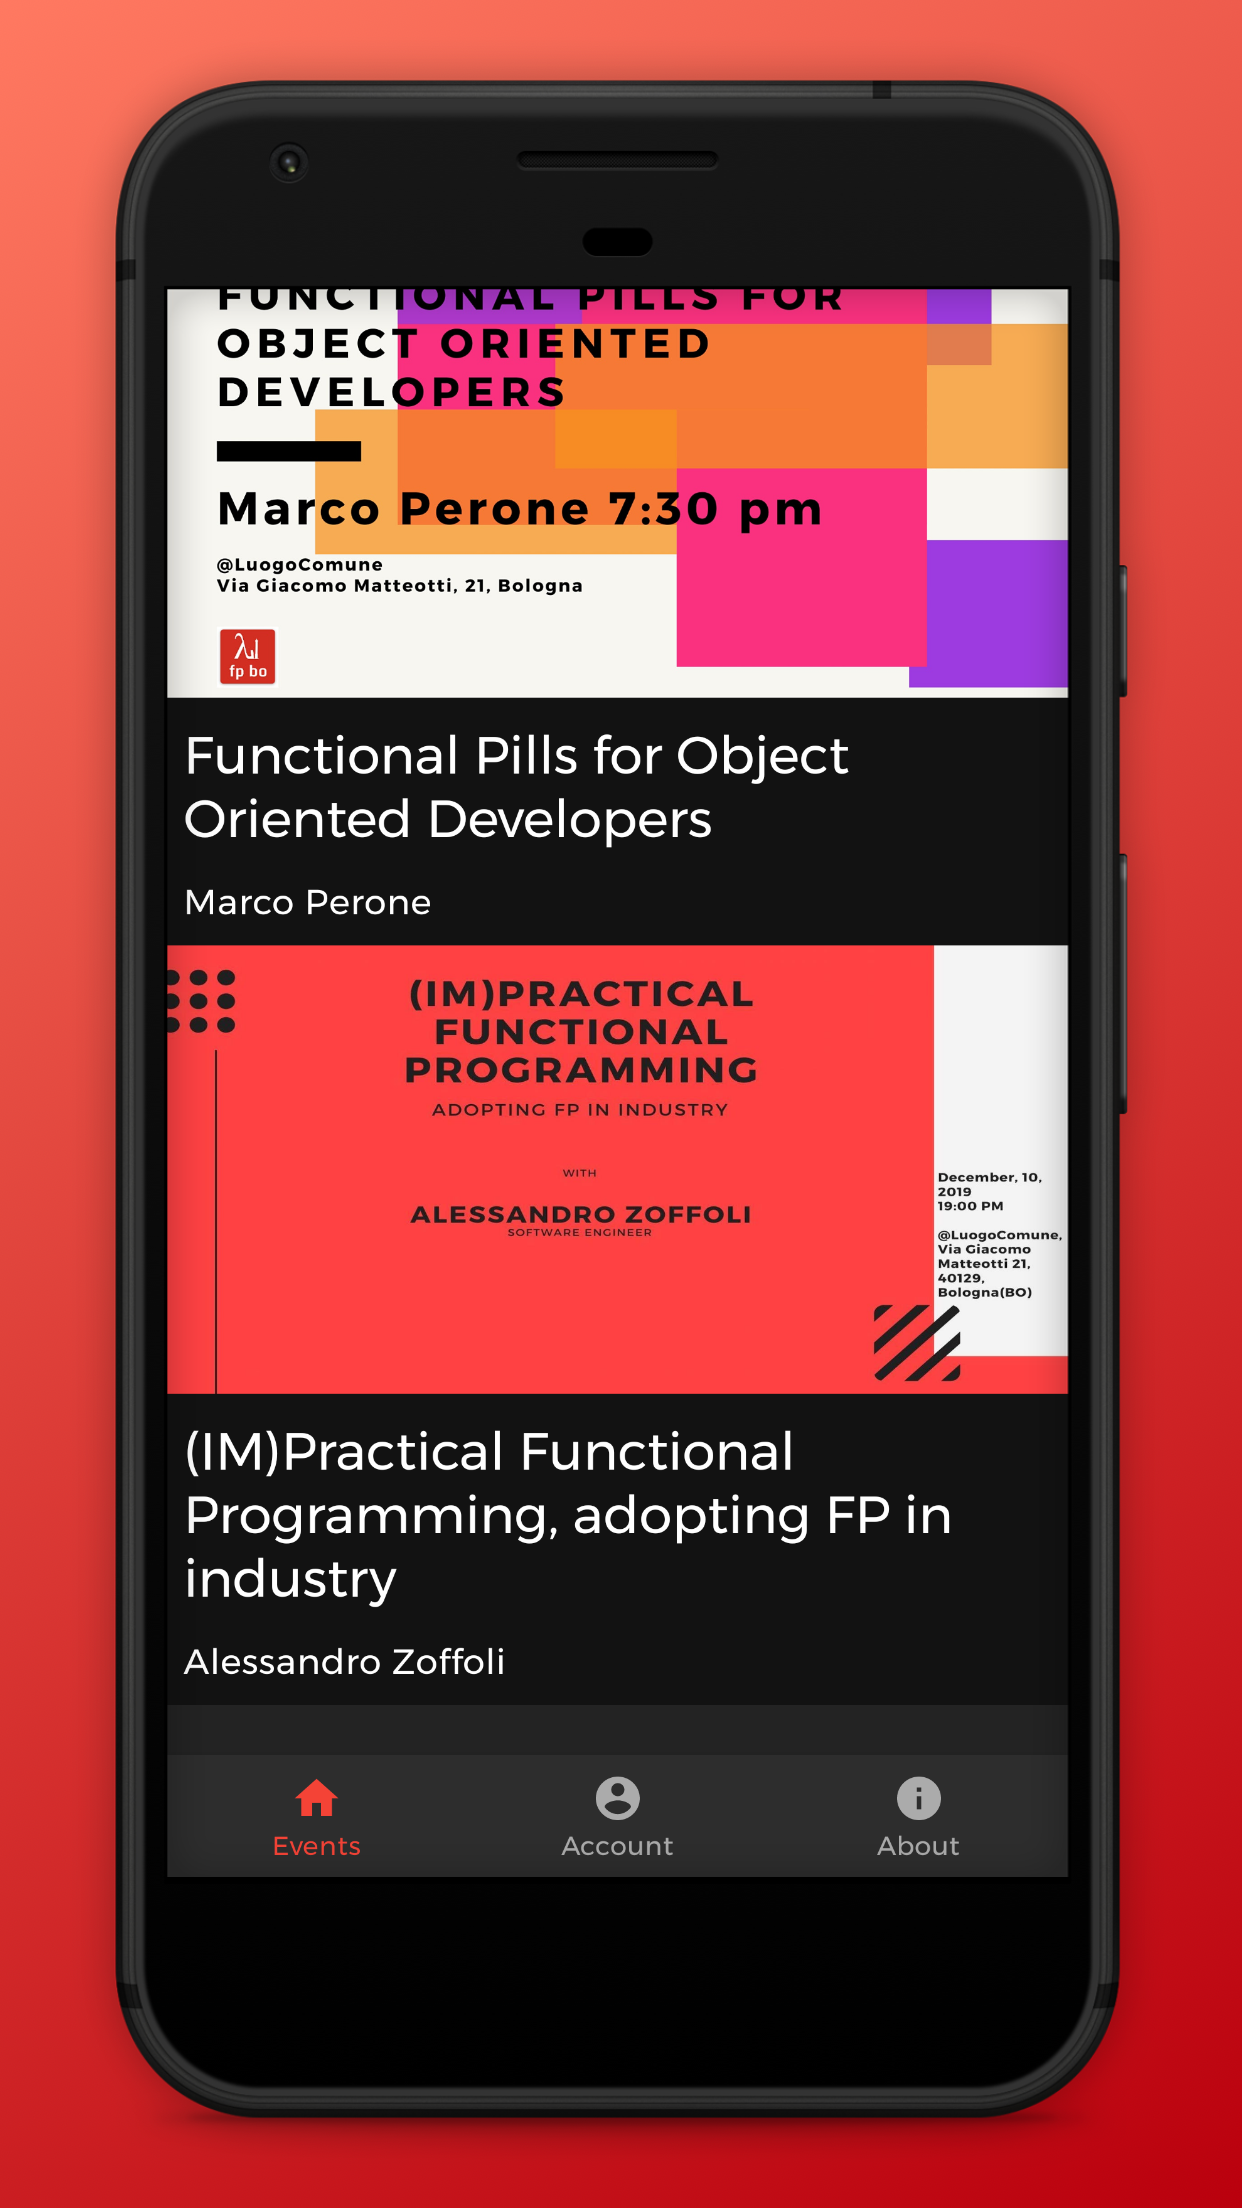 FUNCTIONAL PILLS FOR
OBJECT ORIENTED
DEVELOPERS
Marco Perone 7:30 pm
@LuogoComune
Via Giacomo Matteotti, 21, Bologna
fp bo
Functional Pills for Object
Oriented Developers
Marco Perone
(IM)PRACTICAL
FUNCTIONAL
PROGRAMMING
ADOPTING FP IN INDUSTRY
WITH
ALESSANDRO ZOFFOLI
SOFTWARE ENGINEER
December, 10,
2019
19:00 PM
@LuogoComune,
Via Giacomo
Matteotti 21,
40129,
Bologna(BO)
(IM)Practical Functional
Programming, adopting FP in
industry
Alessandro Zoffoli
Events
Account
About